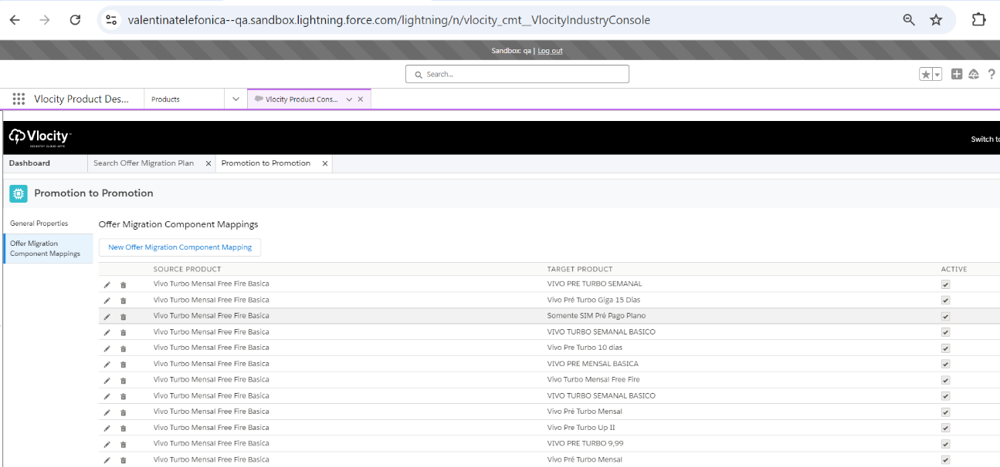 valentinatelefonica--qa.sandbox.lightning.force.com/lightning/n/vlocity_cmt__VlocityIndustryConsole
Sandbox: qa | Log out
Search...
Vlocity Product Des... Products Vlocity Product Cons...
Vlocity
INDUSTRY CLOUD APPS
Switch to
Dashboard Search Offer Migration Plan Promotion to Promotion
Promotion to Promotion
General Properties
Offer Migration
Component Mappings
Offer Migration Component Mappings
New Offer Migration Component Mapping
SOURCE PRODUCT TARGET PRODUCT ACTIVE
Vivo Turbo Mensal Free Fire Basica VIVO PRE TURBO SEMANAL
Vivo Turbo Mensal Free Fire Basica Vivo Pré Turbo Giga 15 Dias
Vivo Turbo Mensal Free Fire Basica Somente SIM Pré Pago Plano
Vivo Turbo Mensal Free Fire Basica VIVO TURBO SEMANAL BASICO
Vivo Turbo Mensal Free Fire Basica Vivo Pre Turbo 10 dias
Vivo Turbo Mensal Free Fire Basica VIVO PRE MENSAL BASICA
Vivo Turbo Mensal Free Fire Basica Vivo Turbo Mensal Free Fire
Vivo Turbo Mensal Free Fire Basica VIVO TURBO SEMANAL BASICO
Vivo Turbo Mensal Free Fire Basica Vivo Pré Turbo Mensal
Vivo Turbo Mensal Free Fire Basica Vivo Pre Turbo Up II
Vivo Turbo Mensal Free Fire Basica VIVO PRE TURBO 9,99
Vivo Turbo Mensal Free Fire Basica Vivo Pré Turbo Mensal